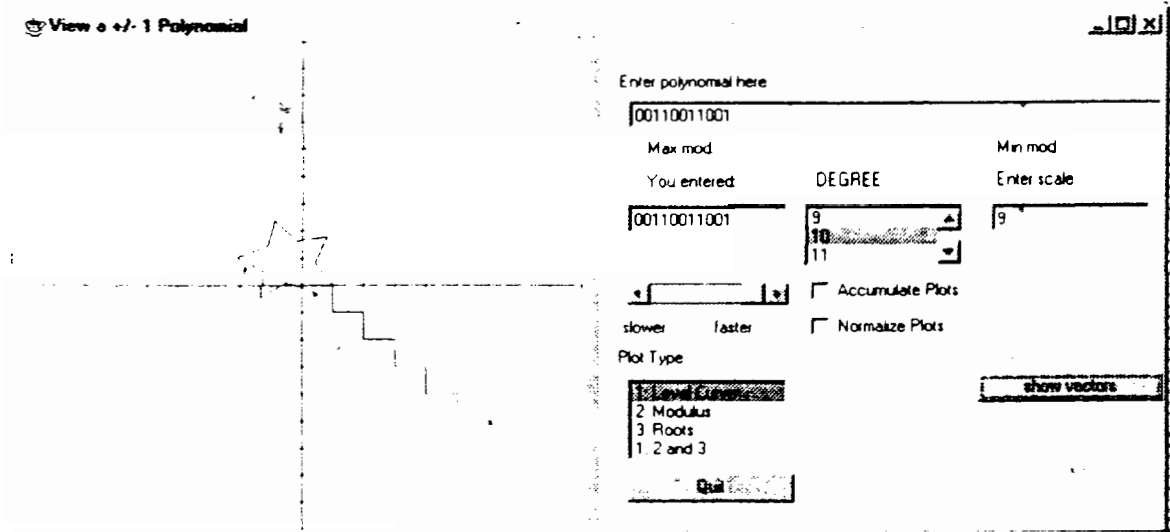 View a +/- 1 Polynomial
Enter polynomial here
00110011001
Max mod
Min mod
You entered:
DEGREE
Enter scale
00110011001
9
10
11
9
Accumulate Plots
slower
faster
Normalize Plots
Plot Type
1. Level Curves
2 Modulus
3 Roots
1. 2 and 3
show vectors
Quit